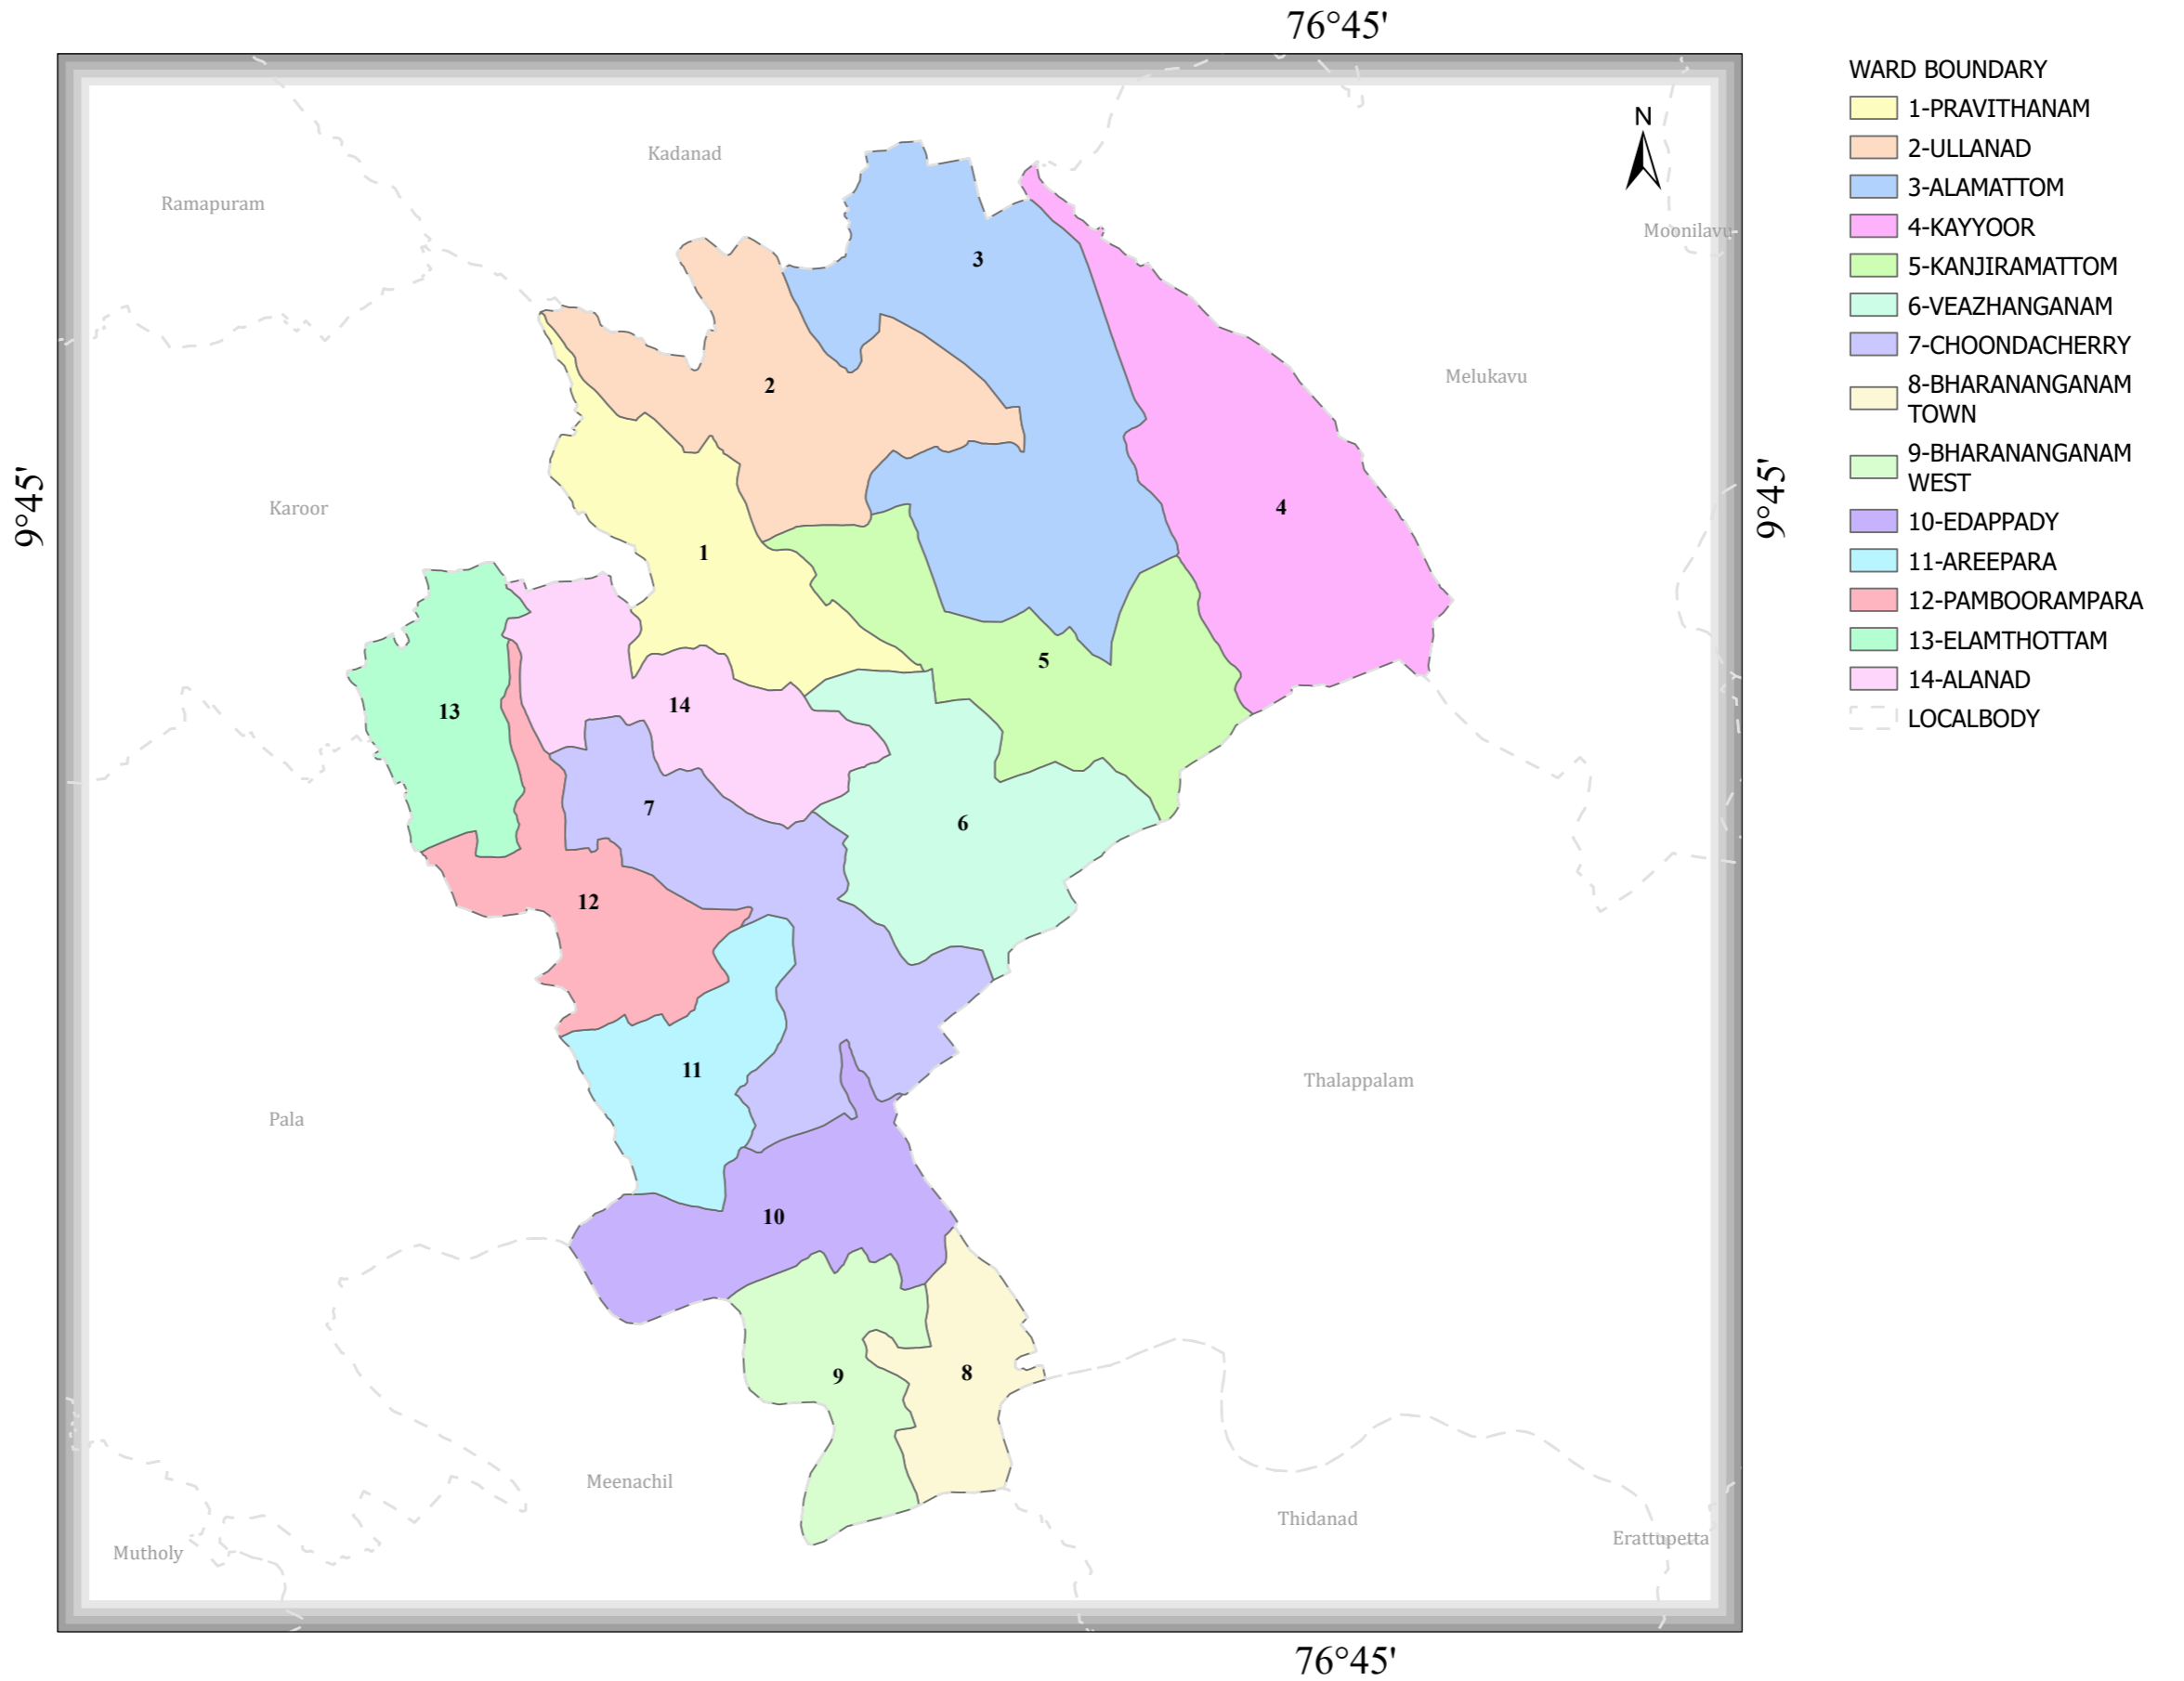 76°45'
WARD BOUNDARY
1-PRAVITHANAM
2-ULLANAD
3-ALAMATTOM
4-KAYYOOR
5-KANJIRAMATTOM
6-VEAZHANGANAM
7-CHOONDACHERRY
8-BHARANANGANAM
TOWN
9-BHARANANGANAM
WEST
10-EDAPPADY
11-AREEPARA
12-PAMBOORAMPARA
13-ELAMTHOTTAM
14-ALANAD
LOCALBODY
N
Kadanad
Ramapuram
Moonilavu
3
Melukavu
2
9°45'
9°45'
Karoor
4
1
5
14
13
7
6
12
11
Thalappalam
Pala
10
9
8
Meenachil
Thidanad
Erattupetta
Mutholy
76°45'